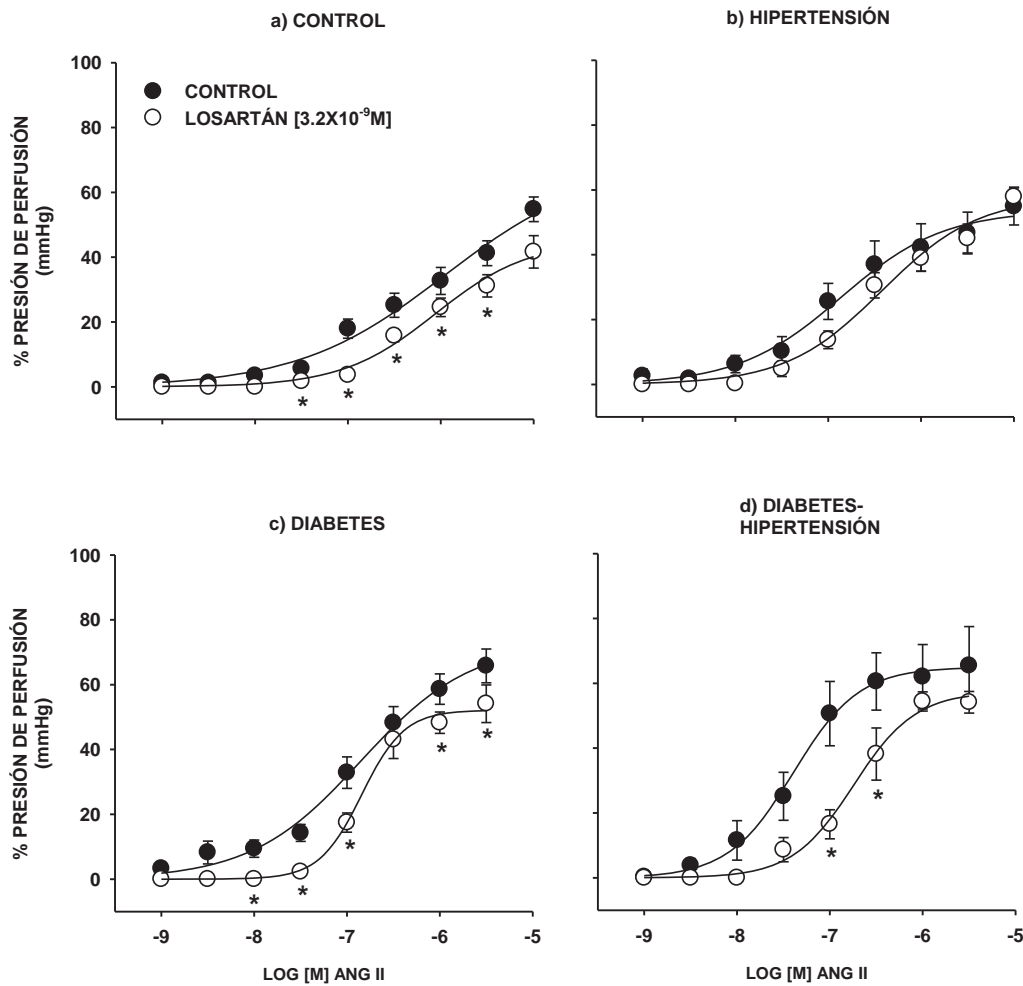 a) CONTROL
b) HIPERTENSIÓN
100
80
60
40
20
0
% PRESIÓN DE PERFUSIÓN
(mmHg)
CONTROL
LOSARTÁN [3.2X10⁻⁹M]
*
*
*
*
*
c) DIABETES
d) DIABETES-
HIPERTENSIÓN
100
80
60
40
20
0
% PRESIÓN DE PERFUSIÓN
(mmHg)
*
*
*
*
*
*
*
-9 -8 -7 -6 -5
-9 -8 -7 -6 -5
LOG [M] ANG II
LOG [M] ANG II